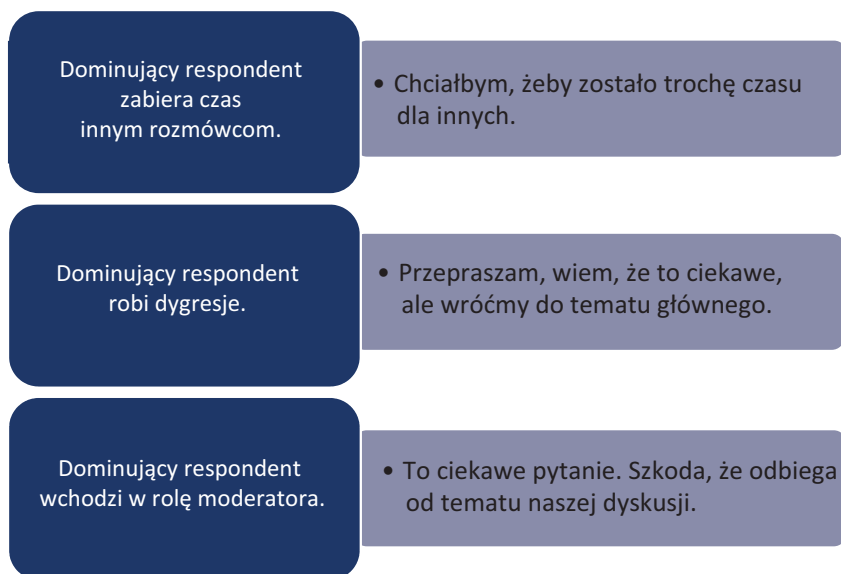 Dominujący respondent
zabiera czas
innym rozmówcom.
• Chciałbym, żeby zostało trochę czasu
dla innych.
Dominujący respondent
robi dygresje.
• Przepraszam, wiem, że to ciekawe,
ale wróćmy do tematu głównego.
Dominujący respondent
wchodzi w rolę moderatora.
• To ciekawe pytanie. Szkoda, że odbiega
od tematu naszej dyskusji.